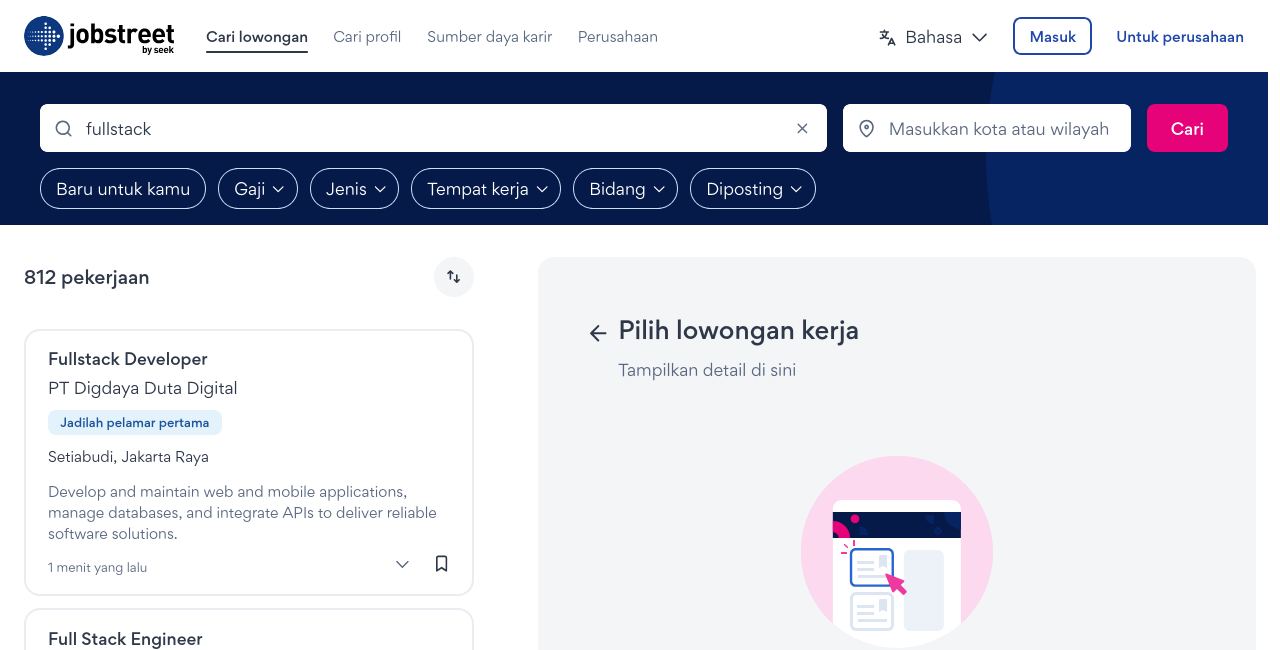 jobstreet
by seek
Cari lowongan
Cari profil
Sumber daya karir
Perusahaan
Bahasa
Masuk
Untuk perusahaan
fullstack
Masukkan kota atau wilayah
Cari
Baru untuk kamu
Gaji
Jenis
Tempat kerja
Bidang
Diposting
812 pekerjaan
Fullstack Developer
PT Digdaya Duta Digital
Jadilah pelamar pertama
Setiabudi, Jakarta Raya
Develop and maintain web and mobile applications,
manage databases, and integrate APIs to deliver reliable
software solutions.
1 menit yang lalu
Full Stack Engineer
Pilih lowongan kerja
Tampilkan detail di sini